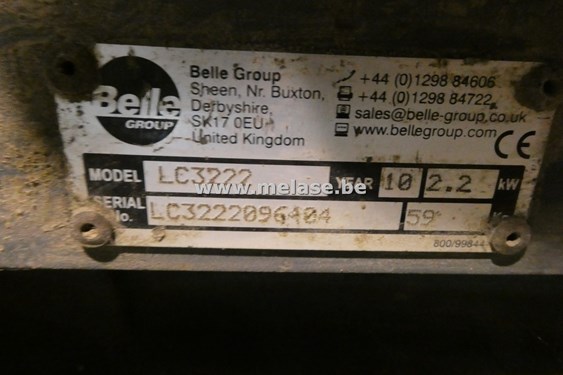 Belle
GROUP
Belle Group
Sheen, Nr. Buxton,
Derbyshire,
SK17 0EU
United Kingdom
+44 (0)1298 84606
+44 (0)1298 84722
sales@belle-group.co.uk
www.bellegroup.com
CE
MODEL LC3222 YEAR 10 2.2 kW
www.melase.be
SERIAL No. LC3222096404 59 Kg
800/99844